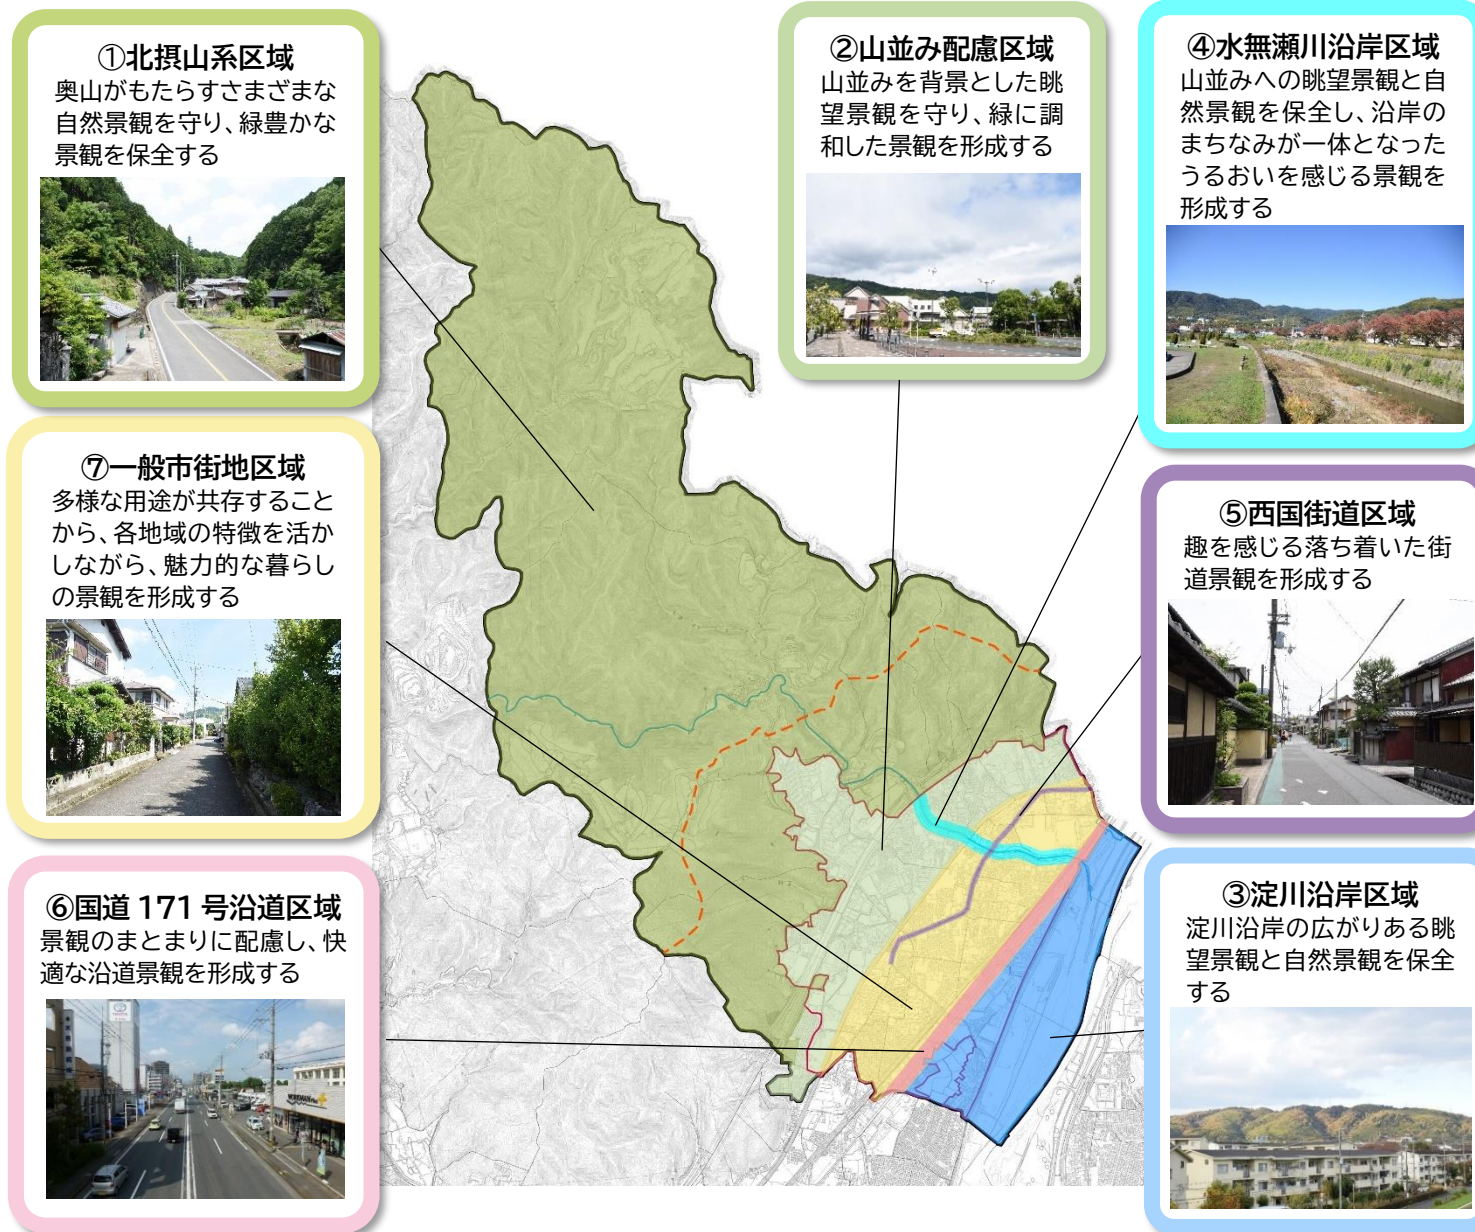 ①北摂山系区域
奥山がもたらすさまざまな
自然景観を守り、緑豊かな
景観を保全する
②山並み配慮区域
山並みを背景とした眺
望景観を守り、緑に調
和した景観を形成する
④水無瀬川沿岸区域
山並みへの眺望景観と自
然景観を保全し、沿岸の
まちなみが一体となった
うるおいを感じる景観を
形成する
⑦一般市街地区域
多様な用途が共存すること
から、各地域の特徴を活か
しながら、魅力的な暮らし
の景観を形成する
⑤西国街道区域
趣を感じる落ち着いた街
道景観を形成する
⑥国道 171 号沿道区域
景観のまとまりに配慮し、快
適な沿道景観を形成する
③淀川沿岸区域
淀川沿岸の広がりある眺
望景観と自然景観を保全
する